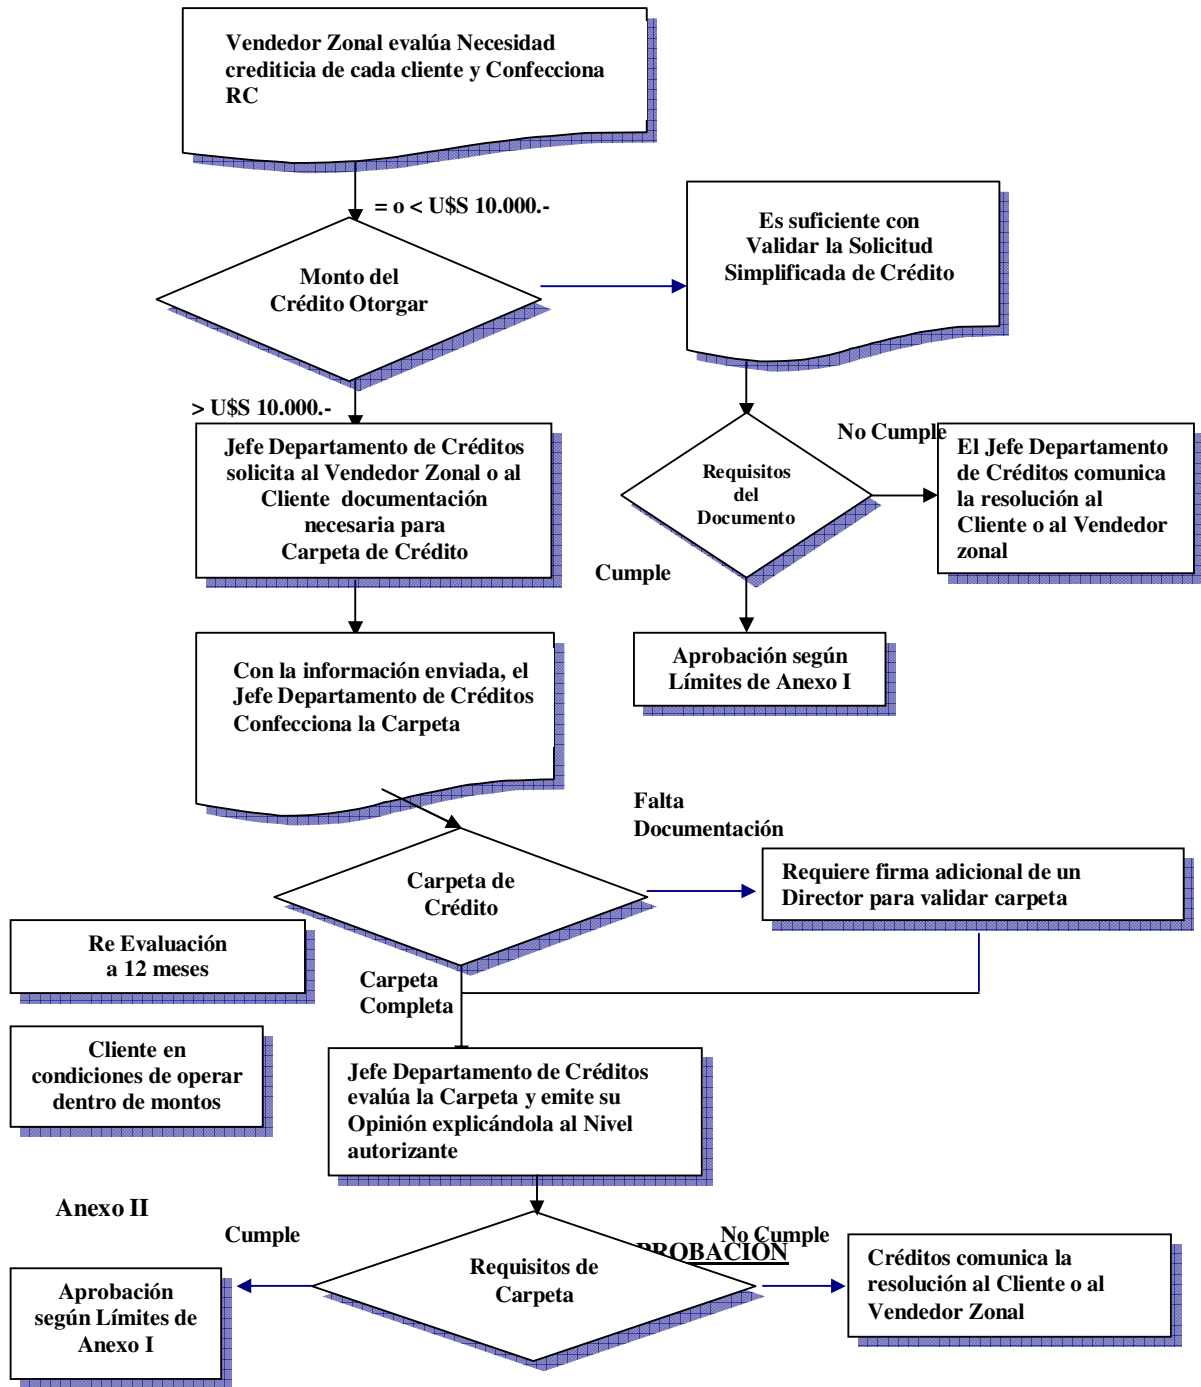 Vendedor Zonal evalúa Necesidad
crediticia de cada cliente y Confecciona
RC
= o < U$S 10.000.-
Monto del
Crédito Otorgar
Es suficiente con
Validar la Solicitud
Simplificada de Crédito
> U$S 10.000.-
Jefe Departamento de Créditos
solicita al Vendedor Zonal o al
Cliente documentación
necesaria para
Carpeta de Crédito
Requisitos
del
Documento
No Cumple
El Jefe Departamento
de Créditos comunica
la resolución al
Cliente o al Vendedor
zonal
Cumple
Aprobación según
Límites de Anexo I
Con la información enviada, el
Jefe Departamento de Créditos
Confecciona la Carpeta
Falta
Documentación
Carpeta de
Crédito
Requiere firma adicional de un
Director para validar carpeta
Re Evaluación
a 12 meses
Carpeta
Completa
Cliente en
condiciones de operar
dentro de montos
Jefe Departamento de Créditos
evalúa la Carpeta y emite su
Opinión explicándola al Nivel
autorizante
Anexo II
Cumple
No Cumple
PROBACIÓN
Requisitos de
Carpeta
Créditos comunica la
resolución al Cliente o al
Vendedor Zonal
Aprobación
según Límites de
Anexo I